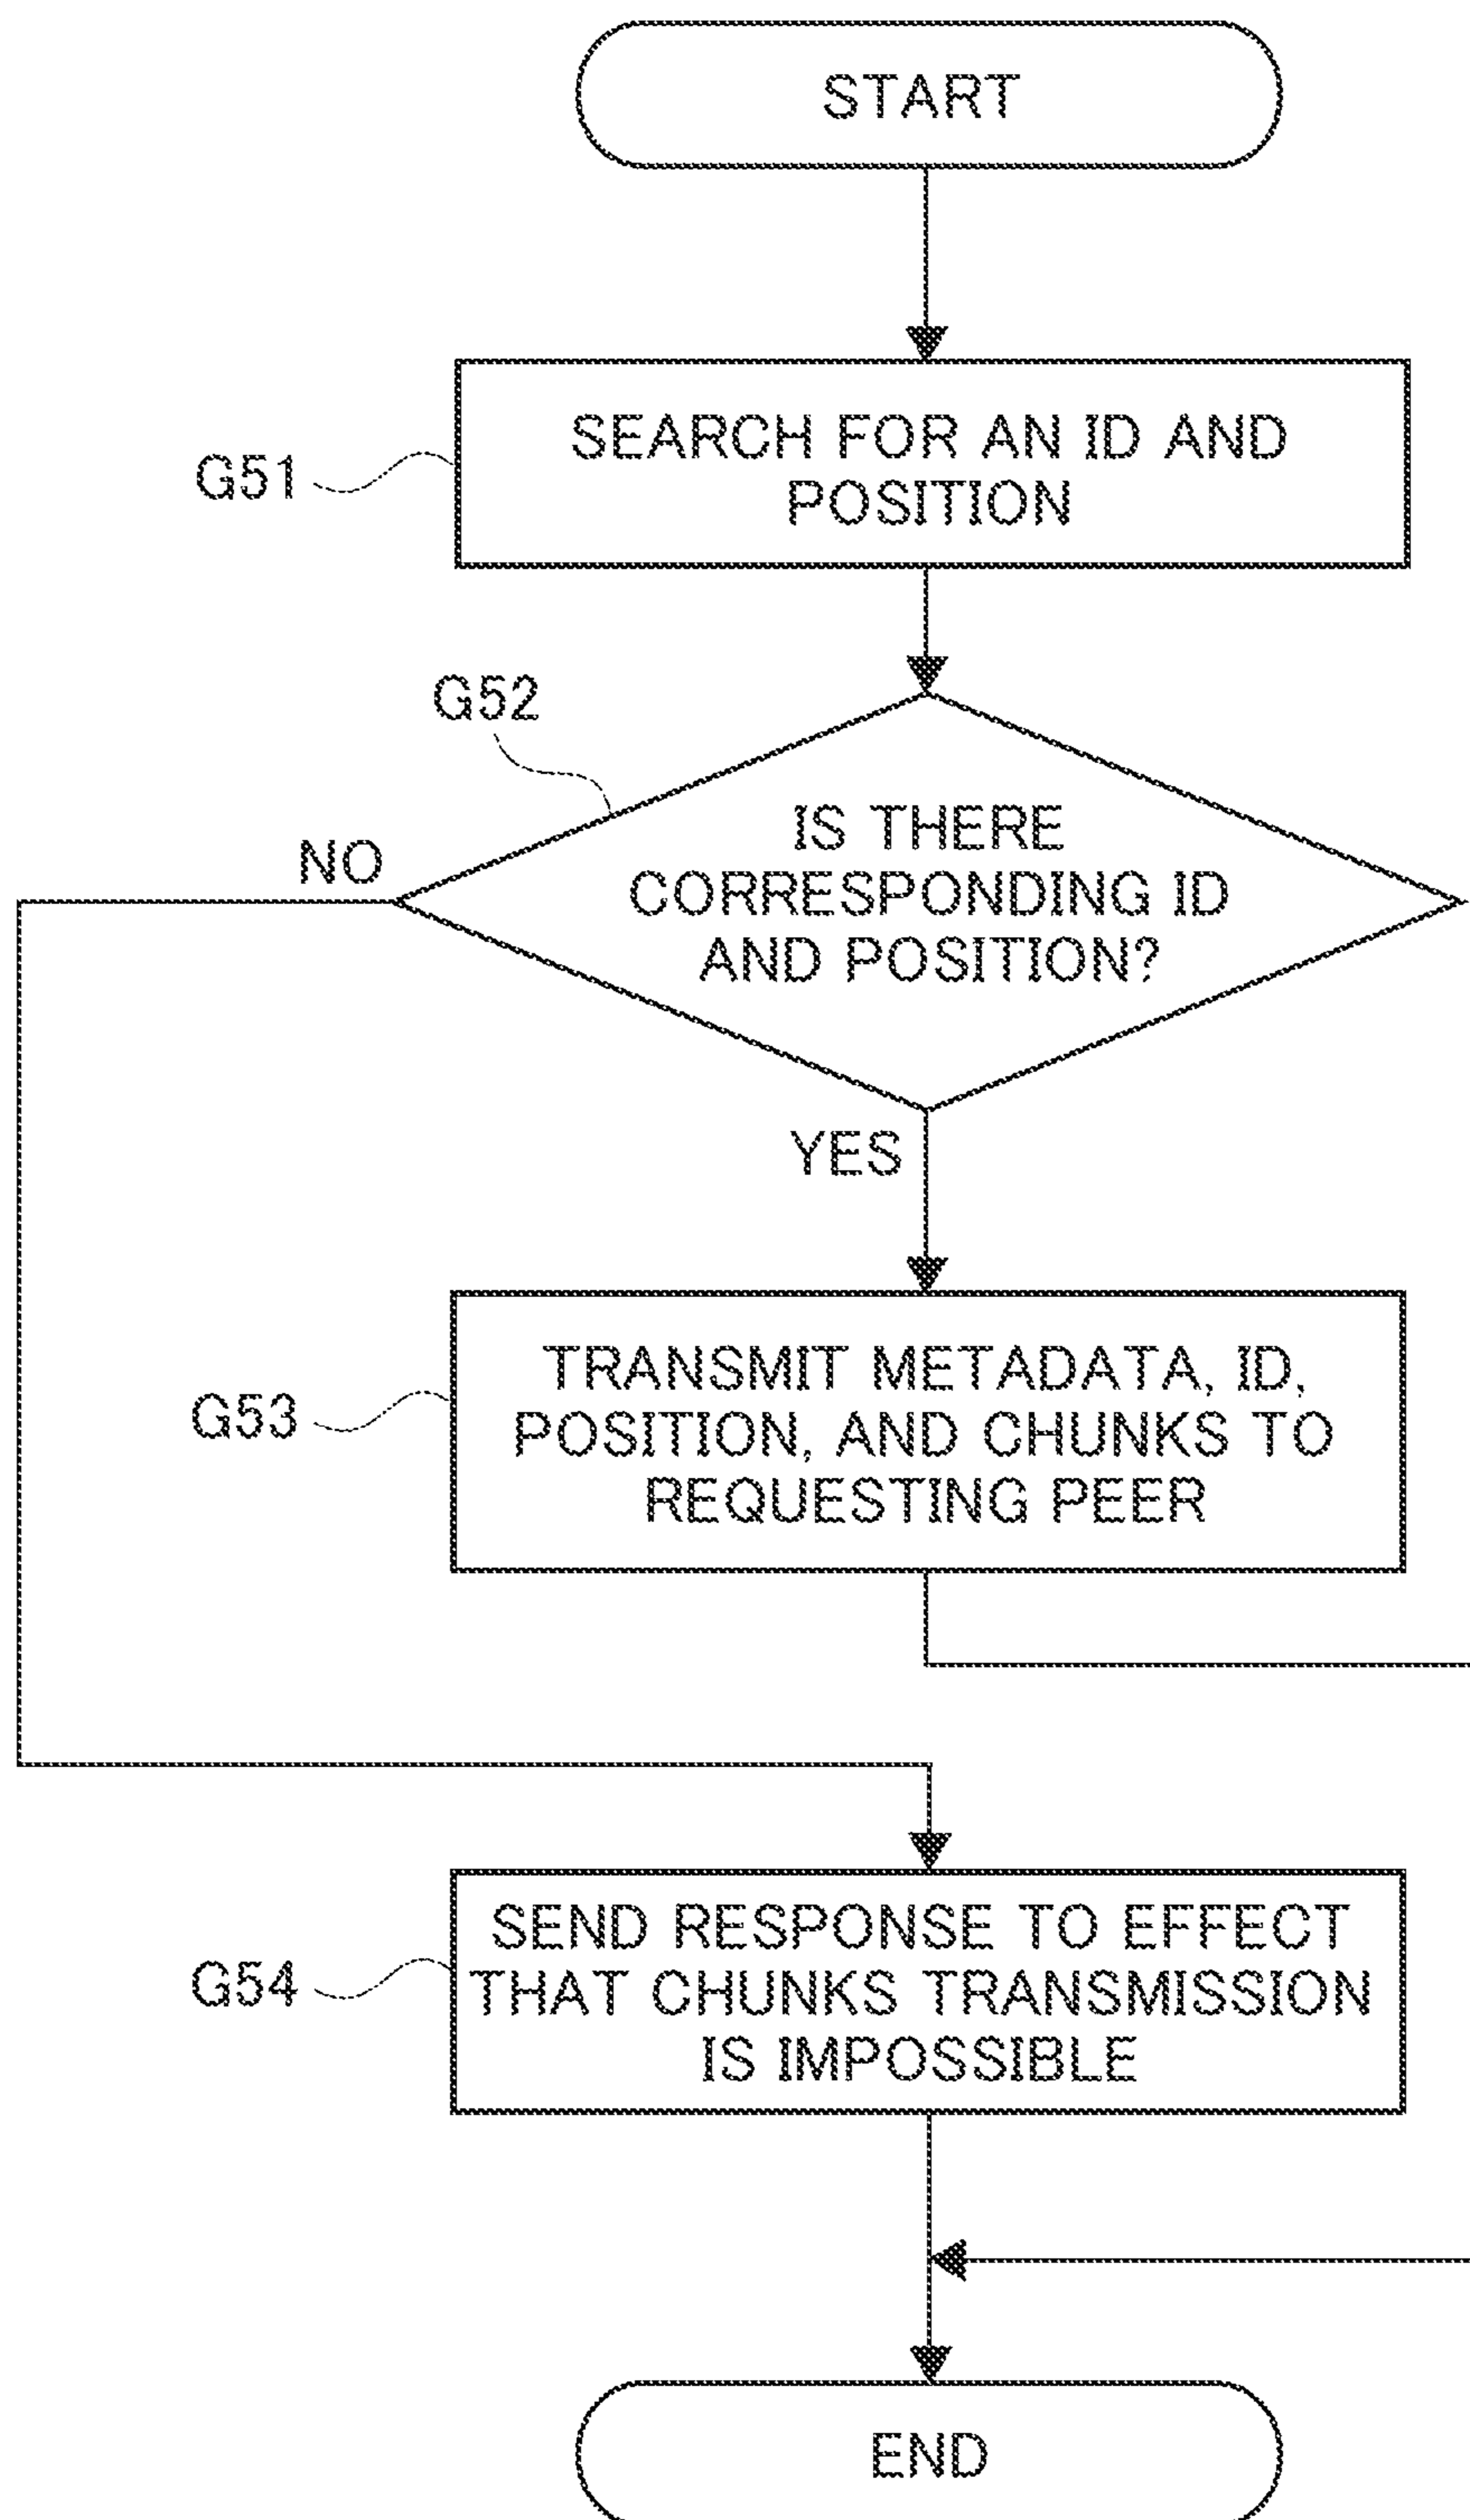 START
SEARCH FOR AN ID AND
POSITION
G51
G52
IS THERE
CORRESPONDING ID
AND POSITION?
NO
YES
TRANSMIT METADATA, ID,
POSITION, AND CHUNKS TO
REQUESTING PEER
G53
SEND RESPONSE TO EFFECT
THAT CHUNKS TRANSMISSION
IS IMPOSSIBLE
G54
END